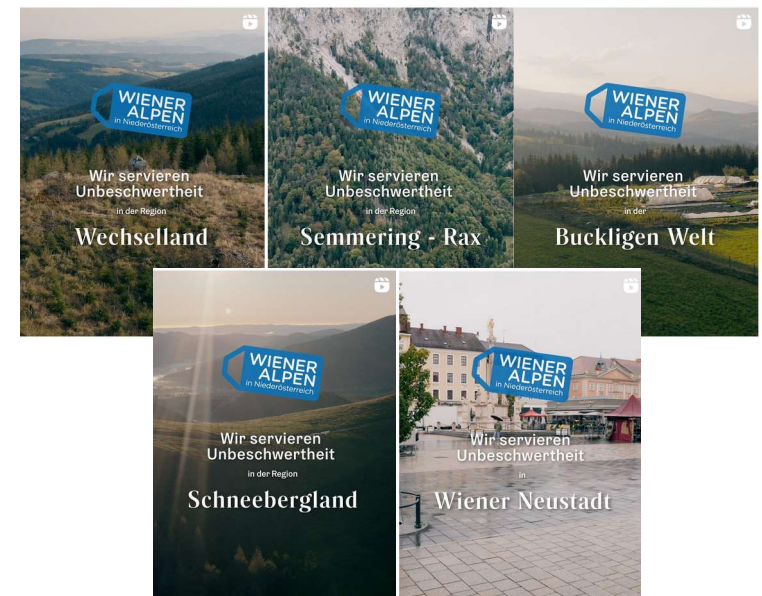 WIENER
ALPEN
in Niederösterreich
Wir servieren
Unbeschwertheit
in der Region
Wechselland
WIENER
ALPEN
in Niederösterreich
Wir servieren
Unbeschwertheit
in der Region
Semmering - Rax
WIENER
ALPEN
in Niederösterreich
Wir servieren
Unbeschwertheit
in der
Buckligen Welt
WIENER
ALPEN
in Niederösterreich
Wir servieren
Unbeschwertheit
in der Region
Schneebergland
WIENER
ALPEN
in Niederösterreich
Wir servieren
Unbeschwertheit
in
Wiener Neustadt